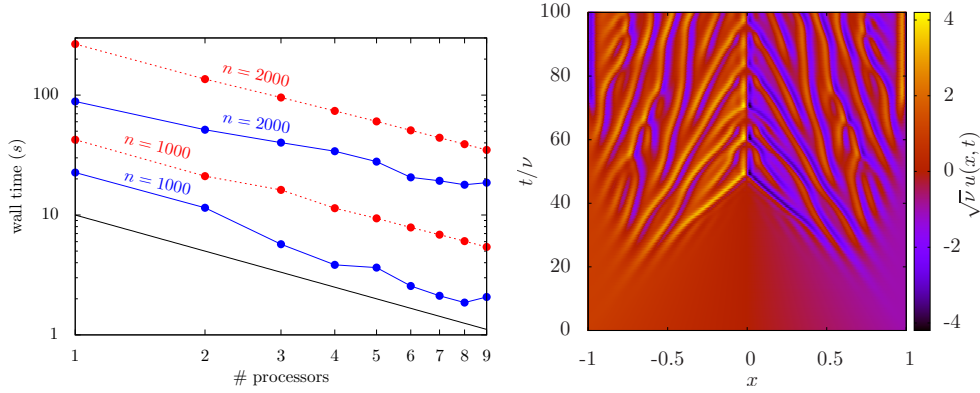 100
10
1
wall time (s)
n = 2000
n = 2000
n = 1000
n = 1000
1 2 3 4 5 6 7 8 9
# processors
100
80
60
40
20
0
t/ν
-1 -0.5 0 0.5 1
x
4
2
0
-2
-4
√ν u(x, t)